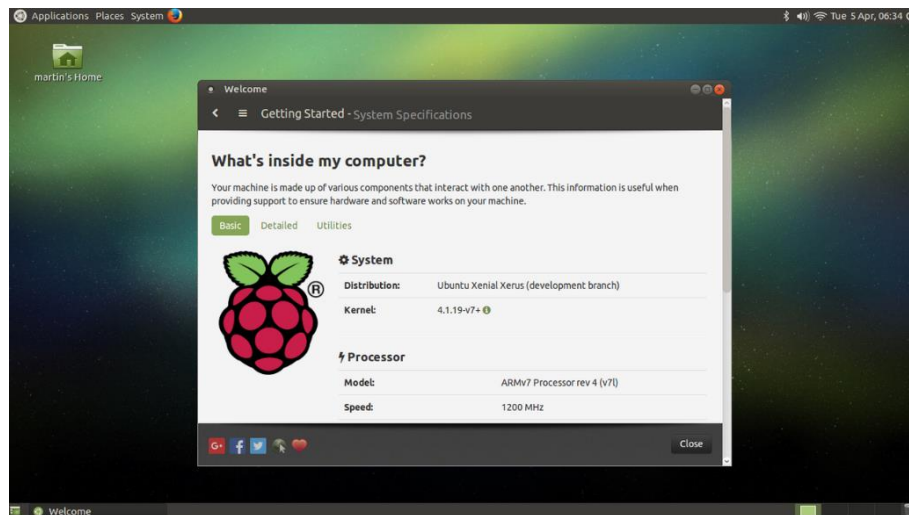 Applications Places System Tue 5 Apr, 06:34
martin's Home
Welcome
Getting Started - System Specifications
What's inside my computer?
Your machine is made up of various components that interact with one another. This information is useful when
providing support to ensure hardware and software works on your machine.
Basic Detailed Utilities
System
Distribution: Ubuntu Xenial Xerus (development branch)
Kernel: 4.1.19-v7+
®
Processor
Model: ARMv7 Processor rev 4 (v7l)
Speed: 1200 MHz
G+ f Close
Welcome